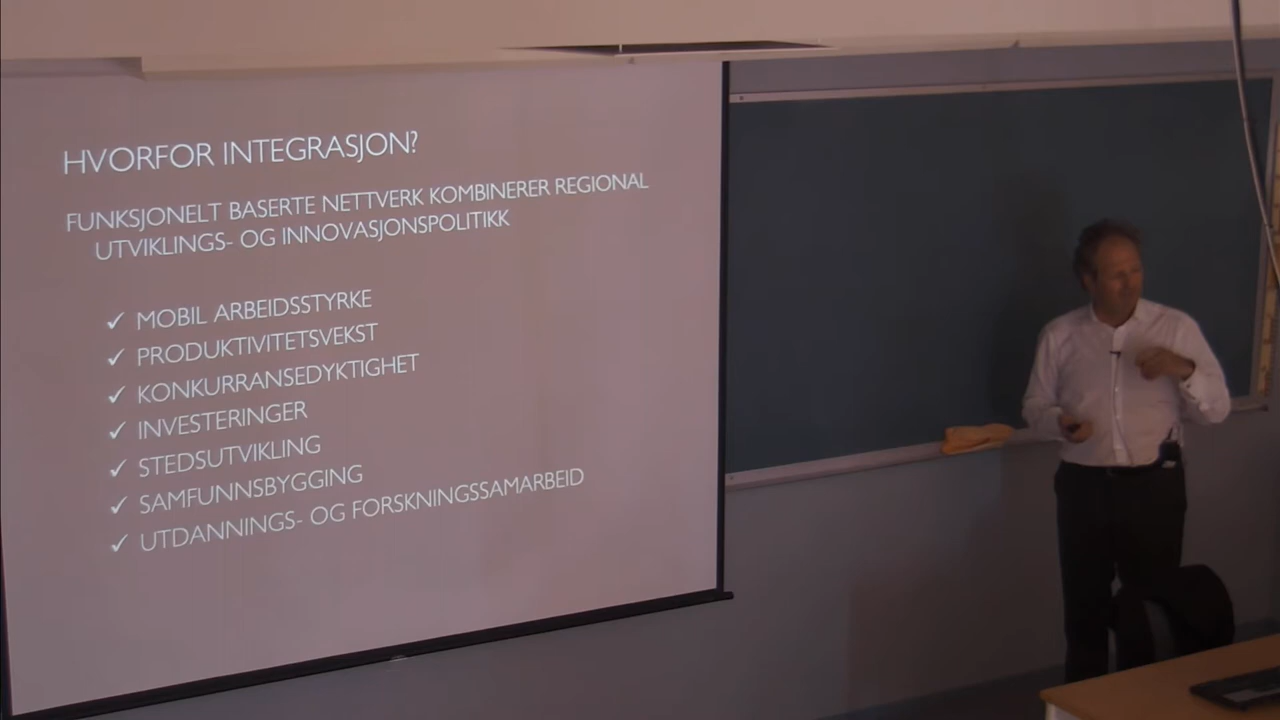 HVORFOR INTEGRASJON?
FUNKSJONELT BASERTE NETTVERK KOMBINERER REGIONAL
UTVIKLINGS- OG INNOVASJONSPOLITIKK
✓ MOBIL ARBEIDSSTYRKE
✓ PRODUKTIVITETSVEKST
✓ KONKURRANSEDYKTIGHET
✓ INVESTERINGER
✓ STEDSUTVIKLING
✓ SAMFUNNSBYGGING
✓ UTDANNINGS- OG FORSKNINGSSAMARBEID